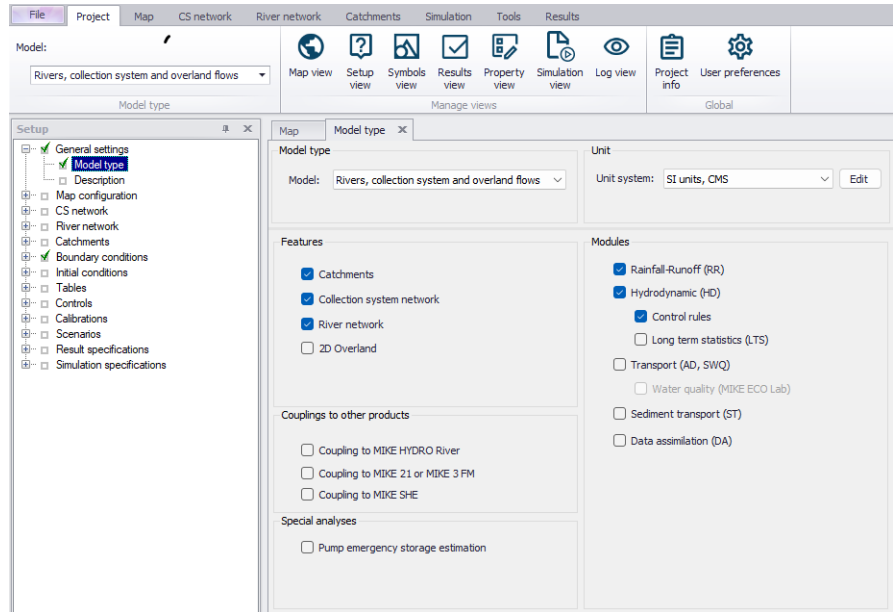 File Project Map CS network River network Catchments Simulation Tools Results
Model:
Rivers, collection system and overland flows
Model type
Map view
Setup view
Symbols view
Results view
Property view
Simulation view
Log view
Manage views
Project info
User preferences
Global
Setup
General settings
Model type
Description
Map configuration
CS network
River network
Catchments
Boundary conditions
Initial conditions
Tables
Controls
Calibrations
Scenarios
Result specifications
Simulation specifications
Map Model type
Model type
Model: Rivers, collection system and overland flows
Unit
Unit system: SI units, CMS Edit
Features
Catchments
Collection system network
River network
2D Overland
Couplings to other products
Coupling to MIKE HYDRO River
Coupling to MIKE 21 or MIKE 3 FM
Coupling to MIKE SHE
Special analyses
Pump emergency storage estimation
Modules
Rainfall-Runoff (RR)
Hydrodynamic (HD)
Control rules
Long term statistics (LTS)
Transport (AD, SWQ)
Water quality (MIKE ECO Lab)
Sediment transport (ST)
Data assimilation (DA)